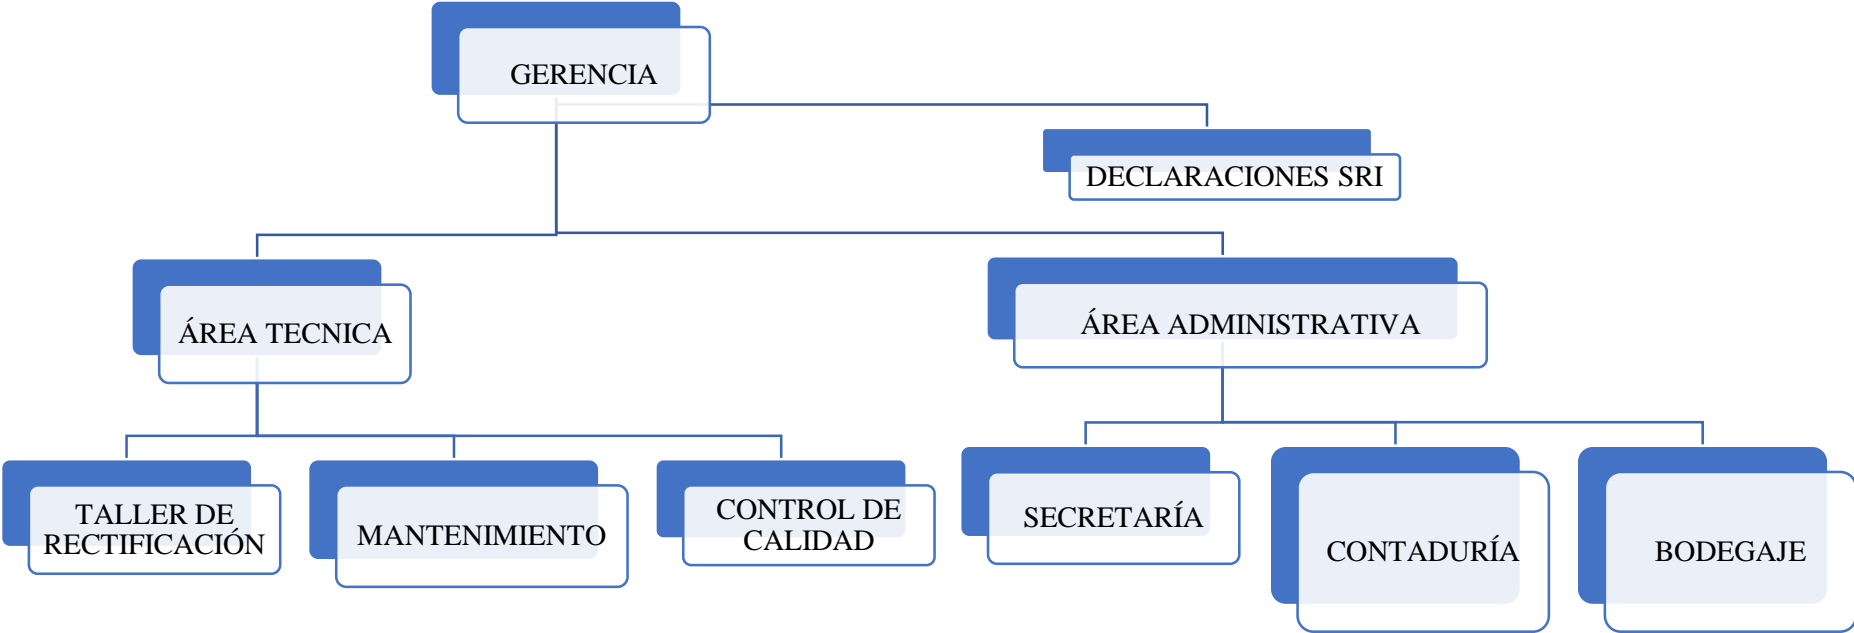 GERENCIA
DECLARACIONES SRI
ÁREA TECNICA
ÁREA ADMINISTRATIVA
TALLER DE
RECTIFICACIÓN
MANTENIMIENTO
CONTROL DE
CALIDAD
SECRETARÍA
CONTADURÍA
BODEGAJE